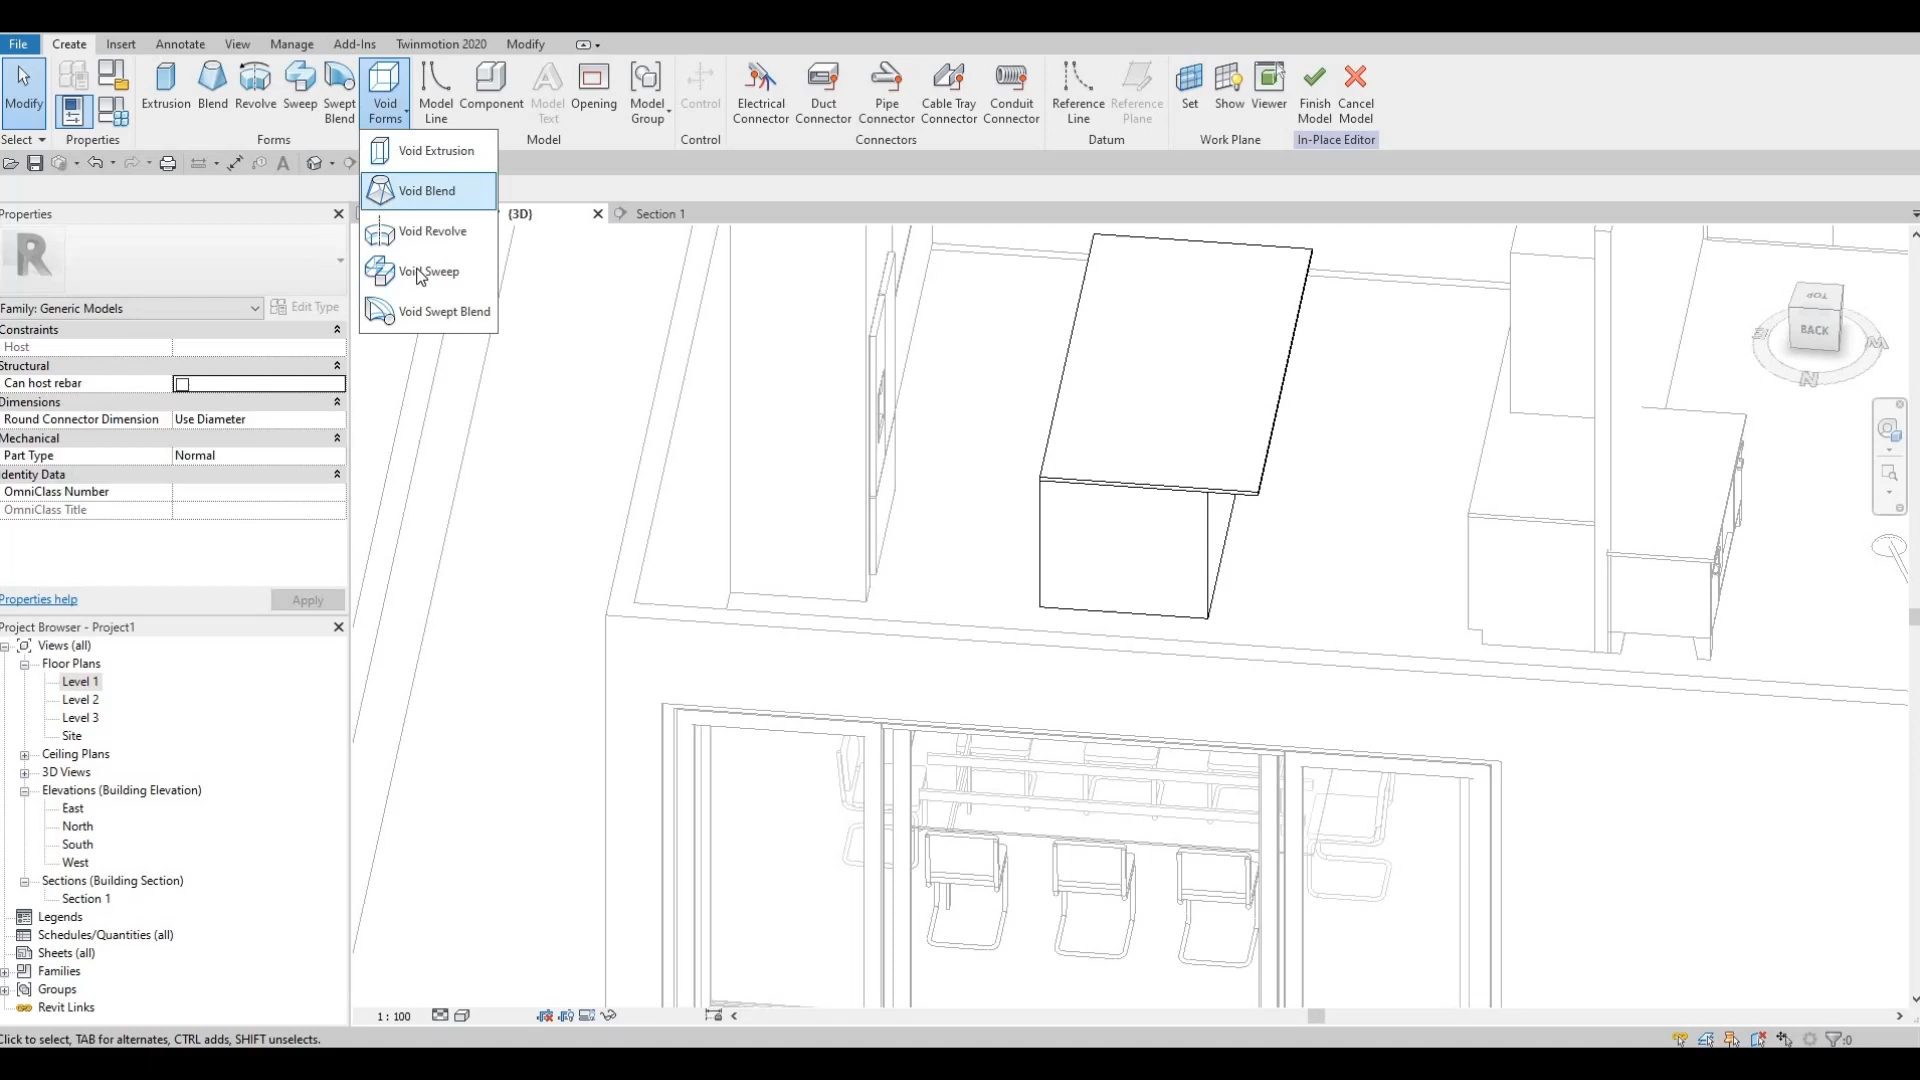 File Create Insert Annotate View Manage Add-Ins Twinmotion 2020 Modify
Modify Extrusion Blend Revolve Sweep Swept Blend Void Forms Model Line Component Model Text Opening Model Group Control Electrical Connector Duct Connector Pipe Connector Cable Tray Connector Conduit Connector Reference Line Reference Plane Set Show Viewer Finish Model Cancel Model
Select Properties Forms Model Control Connectors Datum Work Plane In-Place Editor
Void Extrusion
Void Blend
Void Revolve
Void Sweep
Void Swept Blend
Properties
{3D}
Section 1
R
Family: Generic Models
Edit Type
Constraints
Host
Structural
Can host rebar
Dimensions
Round Connector Dimension Use Diameter
Mechanical
Part Type Normal
Identity Data
OmniClass Number
OmniClass Title
Properties help Apply
Project Browser - Project1
Views (all)
Floor Plans
Level 1
Level 2
Level 3
Site
Ceiling Plans
3D Views
Elevations (Building Elevation)
East
North
South
West
Sections (Building Section)
Section 1
Legends
Schedules/Quantities (all)
Sheets (all)
Families
Groups
Revit Links
TOP
BACK
N
1 : 100
Click to select, TAB for alternates, CTRL adds, SHIFT unselects.
:0